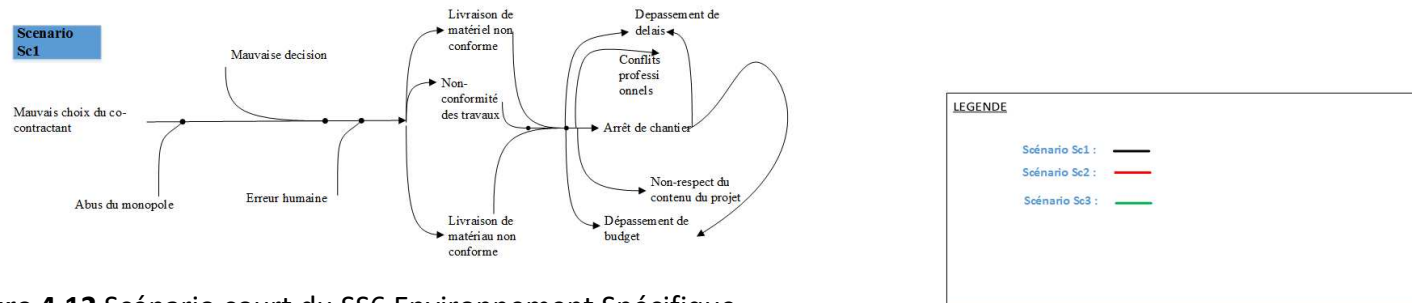 Scenario
Sc1
Mauvais choix du co-
contractant
Abus du monopole
Mauvaise decision
Erreur humaine
Livraison de
matériel non
conforme
Non-
conformité
des travaux
Livraison de
matériau non
conforme
Depassement de
delais
Conflits
professi
onnels
Arrêt de chantier
Non-respect du
contenu du projet
Dépassement de
budget
LEGENDE
Scénario Sc1 :
Scénario Sc2 :
Scénario Sc3 :
4.12 Scénario court du SSC Environnement Spécifique